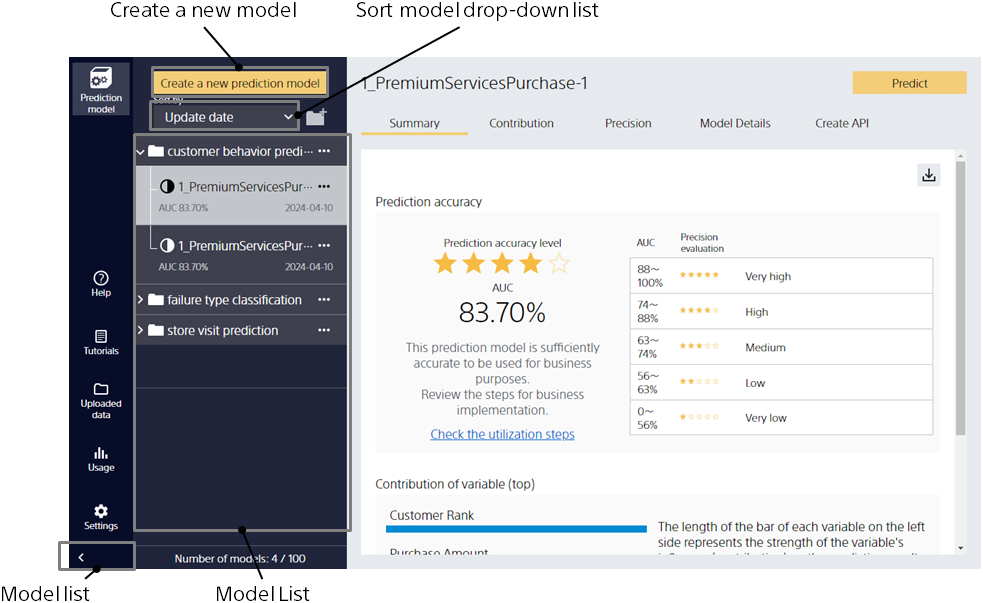 Create a new model
Sort model drop-down list
Prediction
model
Help
Tutorials
Uploaded
data
Usage
Settings
Create a new prediction model
Sort by
Update date
customer behavior predi···
1_PremiumServicesPur···
AUC 83.70%
2024-04-10
1_PremiumServicesPur···
AUC 83.70%
2024-04-10
failure type classification
store visit prediction
Number of models: 4 / 100
1_PremiumServicesPurchase-1
Predict
Summary
Contribution
Precision
Model Details
Create API
Prediction accuracy
Prediction accuracy level
AUC
83.70%
This prediction model is sufficiently
accurate to be used for business
purposes.
Review the steps for business
implementation.
Check the utilization steps
AUC
Precision
evaluation
88～
100%
Very high
74～
88%
High
63～
74%
Medium
56～
63%
Low
0～
56%
Very low
Contribution of variable (top)
Customer Rank
Purchase Amount
The length of the bar of each variable on the left
side represents the strength of the variable's
Model list
Model List